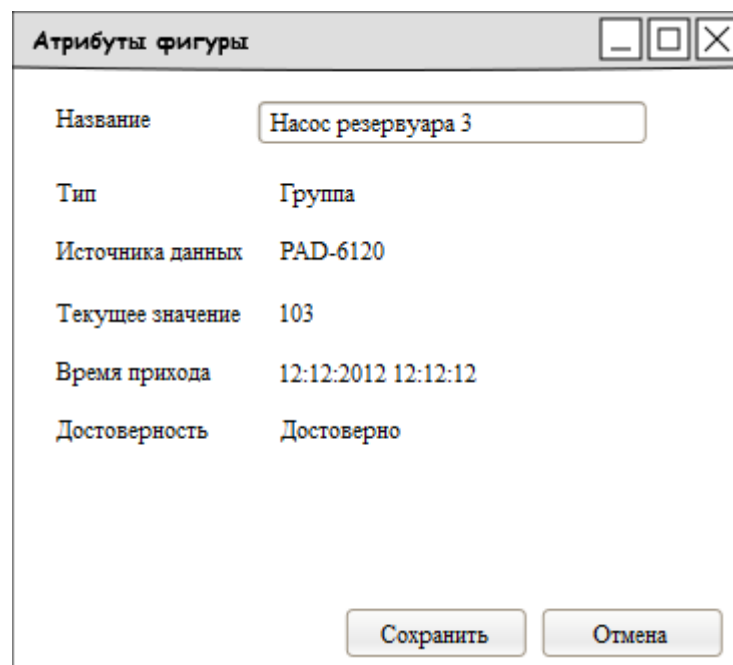 Атрибуты фигуры
Название Насос резервуара 3
Тип Группа
Источника данных PAD-6120
Текущее значение 103
Время прихода 12:12:2012 12:12:12
Достоверность Достоверно
Сохранить Отмена